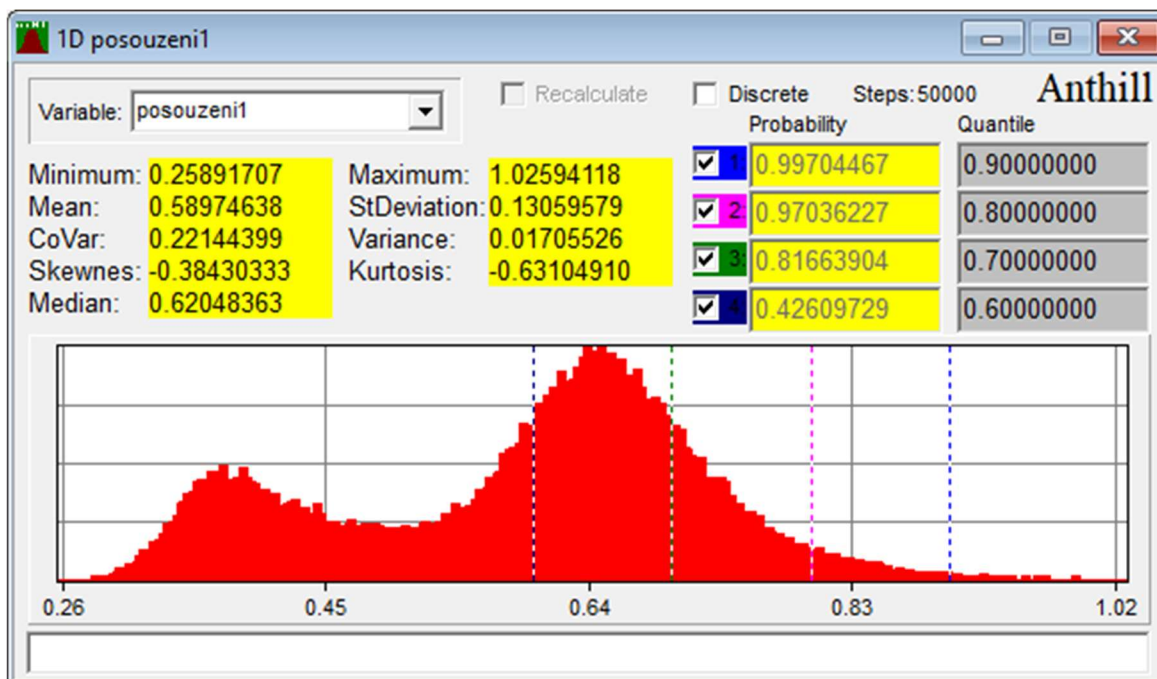 1D posouzeni1
Variable: posouzeni1
Recalculate
Discrete Steps:50000 Anthill
Probability Quantile
Minimum: 0.25891707 Maximum: 1.02594118
Mean: 0.58974638 StDeviation: 0.13059579
CoVar: 0.22144399 Variance: 0.01705526
Skewnes: -0.38430333 Kurtosis: -0.63104910
Median: 0.62048363
1: 0.99704467 0.90000000
2: 0.97036227 0.80000000
3: 0.81663904 0.70000000
4: 0.42609729 0.60000000
0.26 0.45 0.64 0.83 1.02